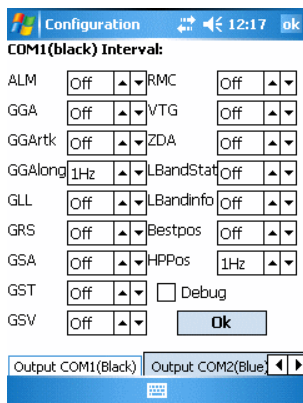 Configuration 12:17 ok
COM1(black) Interval:
ALM Off RMC Off
GGA Off VTG Off
GGArtk Off ZDA Off
GGAlong 1Hz LBandStat Off
GLL Off LBandinfo Off
GRS Off Bestpos Off
GSA Off HPPos 1Hz
GST Off Debug
GSV Off Ok
Output COM1(Black) Output COM2(Blue)